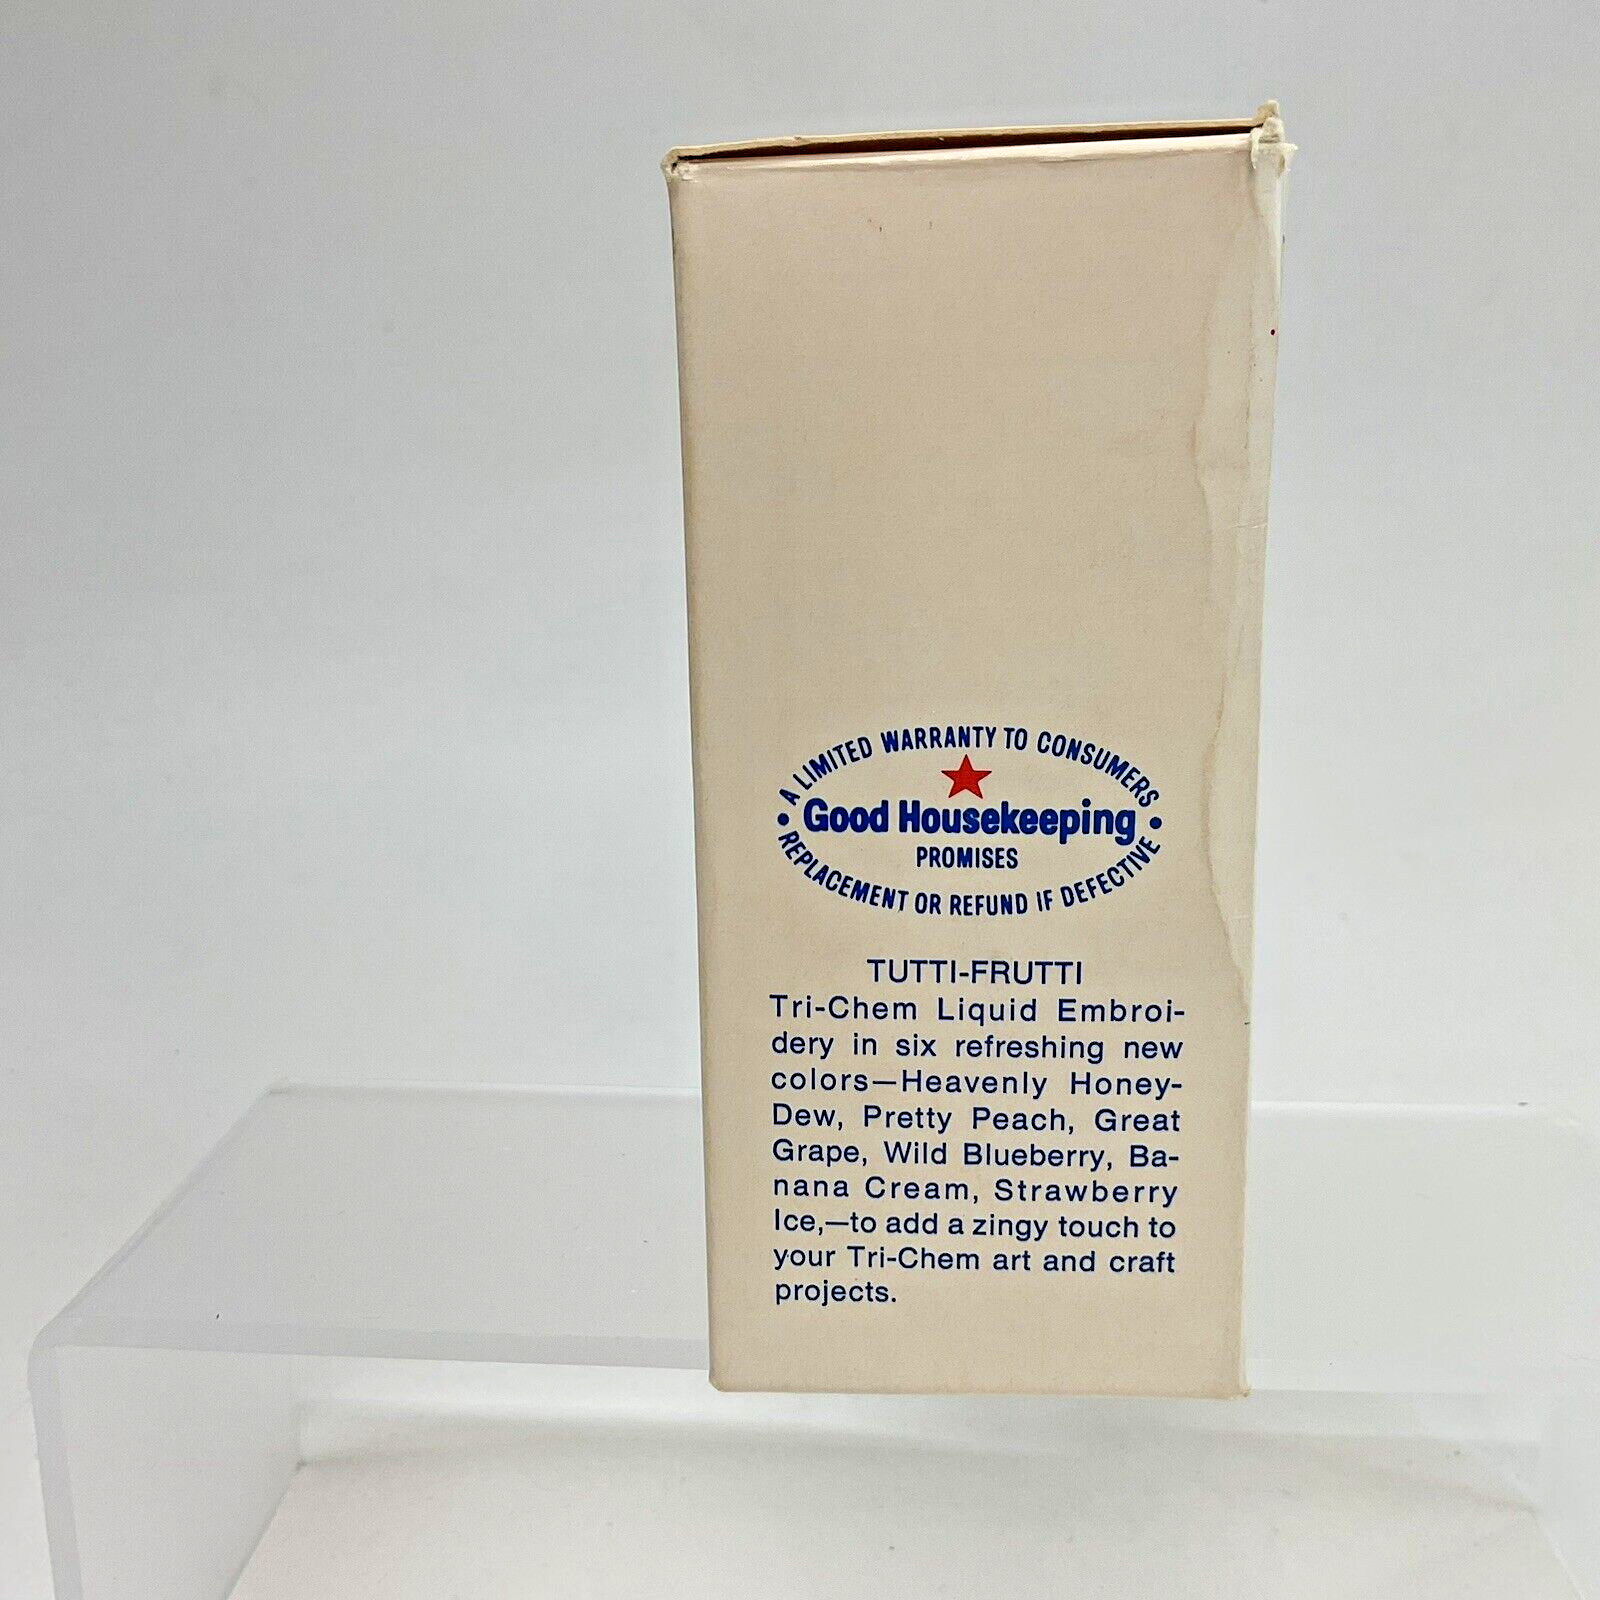 A LIMITED WARRANTY TO CONSUMERS
Good Housekeeping
PROMISES
REPLACEMENT OR REFUND IF DEFECTIVE
TUTTI-FRUTTI
Tri-Chem Liquid Embroi-
dery in six refreshing new
colors—Heavenly Honey-
Dew, Pretty Peach, Great
Grape, Wild Blueberry, Ba-
nana Cream, Strawberry
Ice,—to add a zingy touch to
your Tri-Chem art and craft
projects.